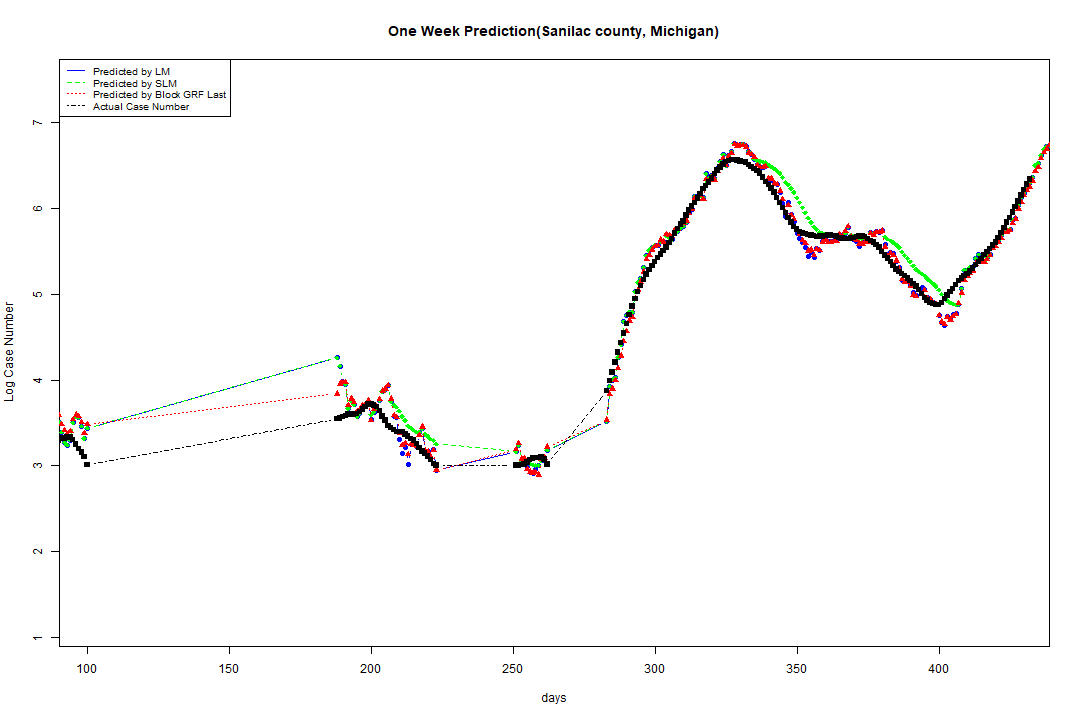 One Week Prediction(Sanilac county, Michigan)
Predicted by LM
Predicted by SLM
Predicted by Block GRF Last
Actual Case Number
Log Case Number
7
6
5
4
3
2
1
100 150 200 250 300 350 400
days